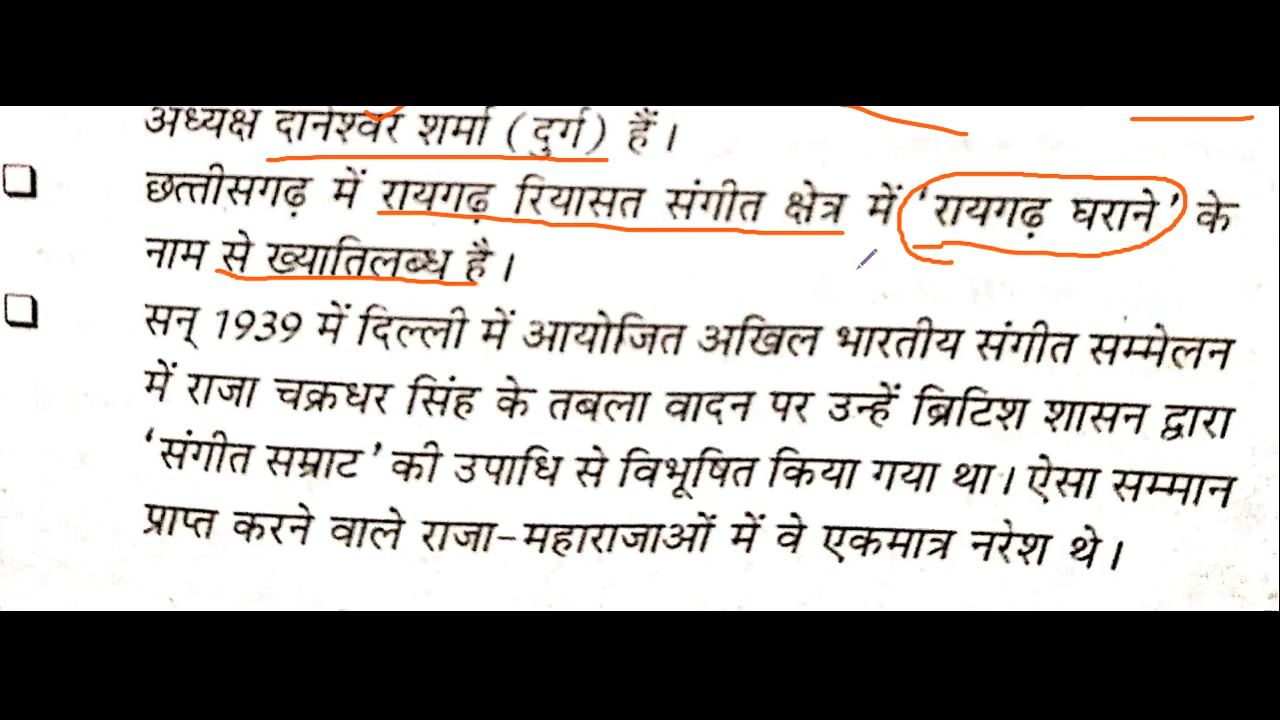 अध्यक्ष दानेश्वर शर्मा (दुर्ग) हैं।
छत्तीसगढ़ में रायगढ़ रियासत संगीत क्षेत्र में ‘रायगढ़ घराने’ के
नाम से ख्यातिलब्ध है।
सन् 1939 में दिल्ली में आयोजित अखिल भारतीय संगीत सम्मेलन
में राजा चक्रधर सिंह के तबला वादन पर उन्हें ब्रिटिश शासन द्वारा
‘संगीत सम्राट’ की उपाधि से विभूषित किया गया था। ऐसा सम्मान
प्राप्त करने वाले राजा-महाराजाओं में वे एकमात्र नरेश थे।